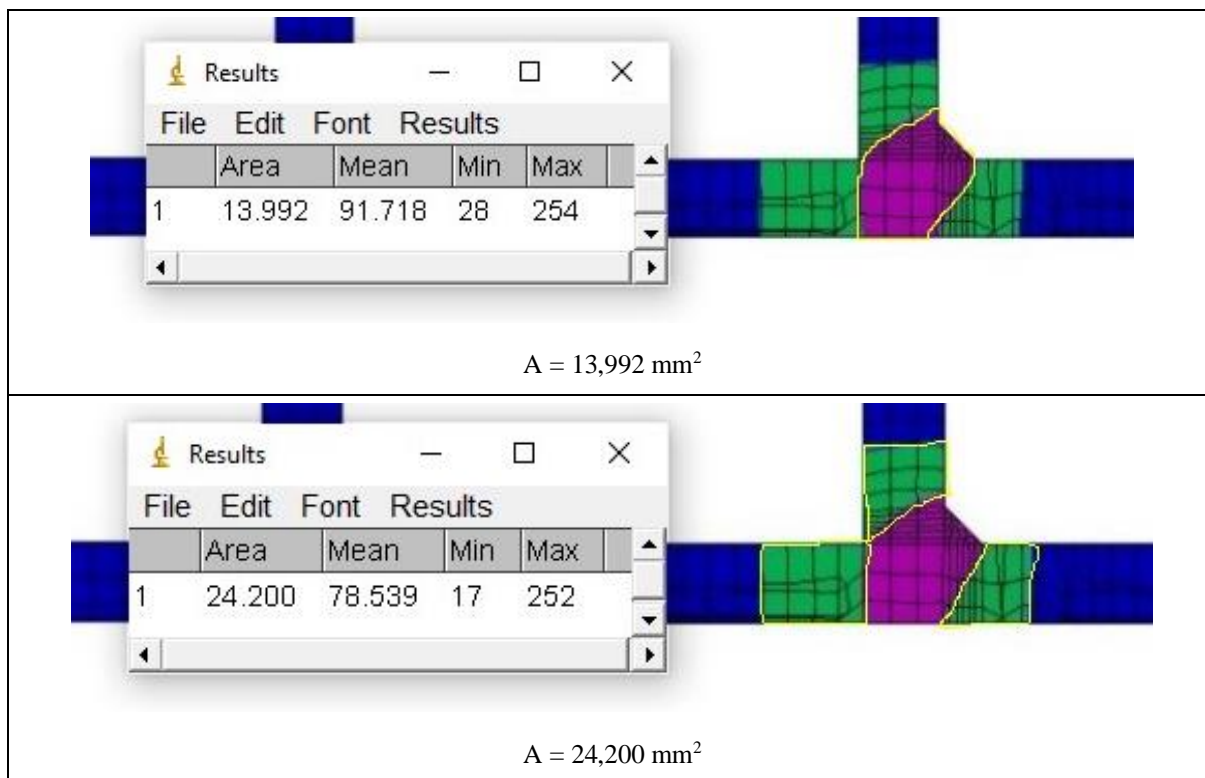 Results
File Edit Font Results
Area Mean Min Max
1 13.992 91.718 28 254
A = 13,992 mm²
Results
File Edit Font Results
Area Mean Min Max
1 24.200 78.539 17 252
A = 24,200 mm²